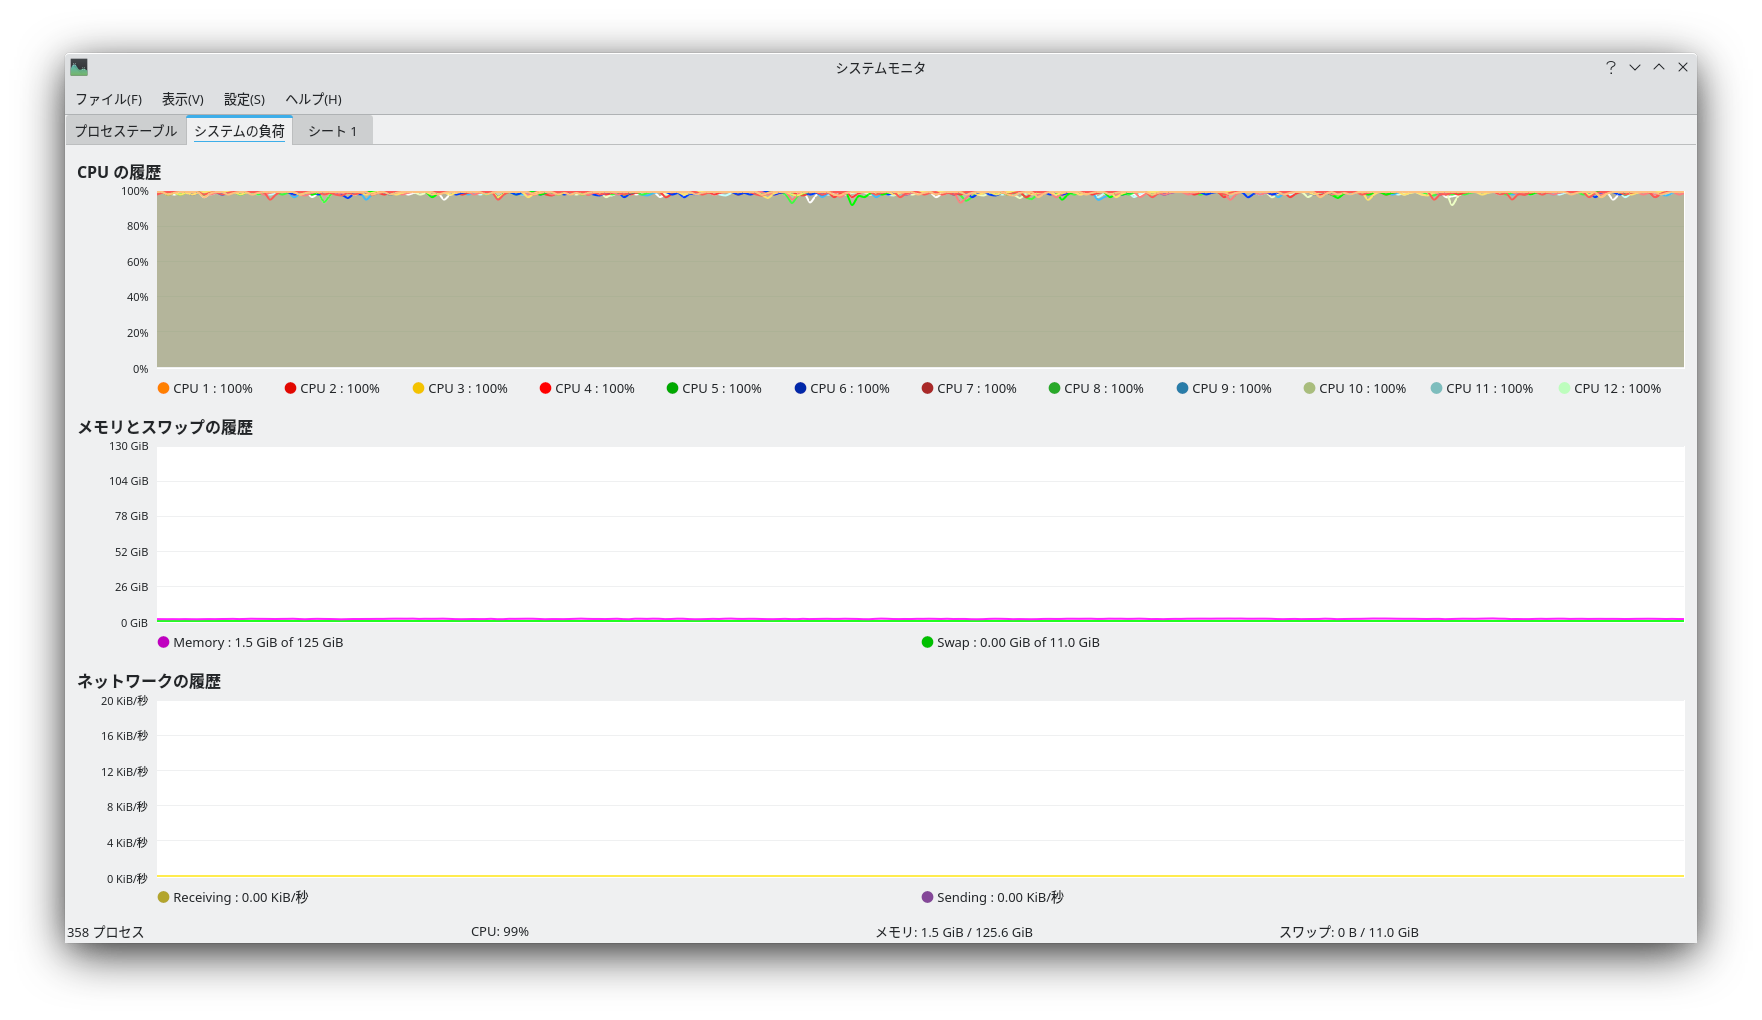 システムモニタ
ファイル(F) 表示(V) 設定(S) ヘルプ(H)
プロセステーブル システムの負荷 シート 1
CPU の履歴
100%
80%
60%
40%
20%
0%
CPU 1 : 100% CPU 2 : 100% CPU 3 : 100% CPU 4 : 100% CPU 5 : 100% CPU 6 : 100% CPU 7 : 100% CPU 8 : 100% CPU 9 : 100% CPU 10 : 100% CPU 11 : 100% CPU 12 : 100%
メモリとスワップの履歴
130 GiB
104 GiB
78 GiB
52 GiB
26 GiB
0 GiB
Memory : 1.5 GiB of 125 GiB Swap : 0.00 GiB of 11.0 GiB
ネットワークの履歴
20 KiB/秒
16 KiB/秒
12 KiB/秒
8 KiB/秒
4 KiB/秒
0 KiB/秒
Receiving : 0.00 KiB/秒 Sending : 0.00 KiB/秒
358 プロセス CPU: 99% メモリ: 1.5 GiB / 125.6 GiB スワップ: 0 B / 11.0 GiB